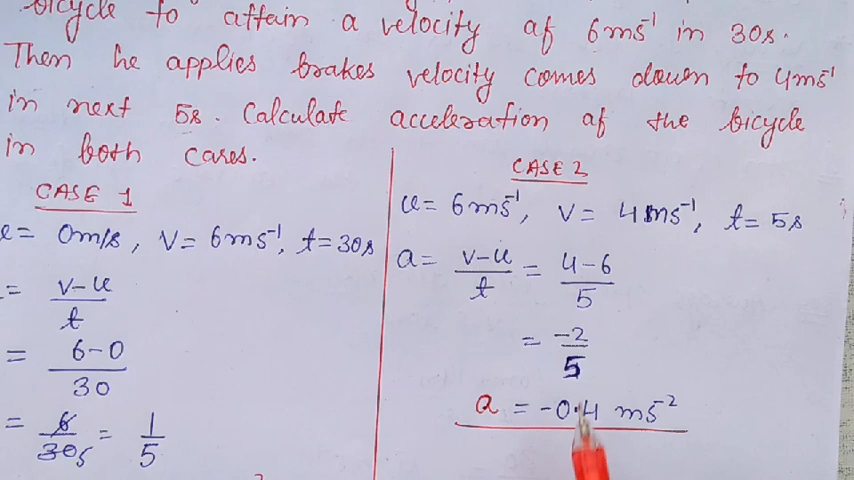 bicycle to attain a velocity af 6ms⁻¹ in 30s.
Then he applies brakes velocity comes down to 4ms⁻¹
in next 5s. Calculate acceleration af the bicycle
in both cases.
CASE 1
u = 0m/s, V = 6ms⁻¹, t = 30s
= v-u/t
= 6-0/30
= 6/30 5 = 1/5
CASE 2
u = 6ms⁻¹, V = 4ms⁻¹, t = 5s
a = v-u/t = 4-6/5
= -2/5
a = -0.4 ms⁻²